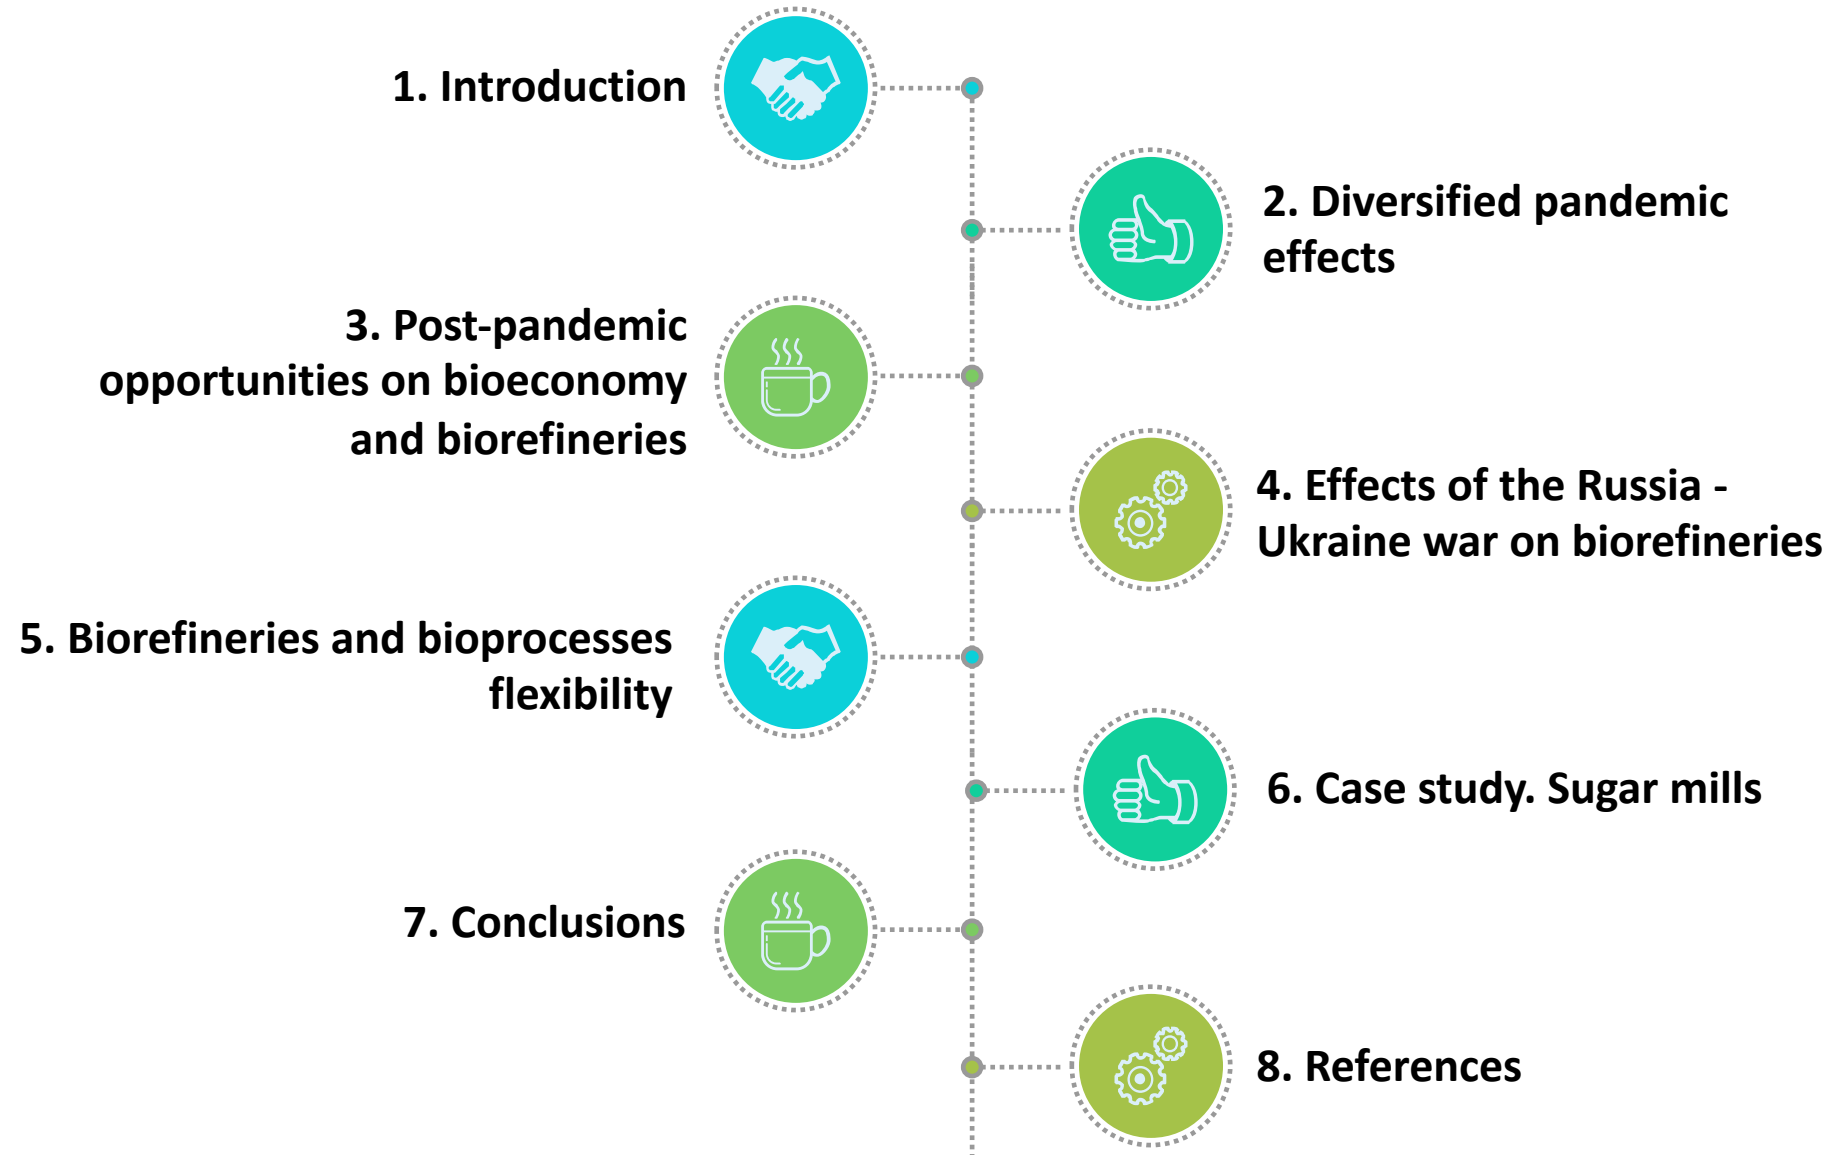 1. Introduction
2. Diversified pandemic
effects
3. Post-pandemic
opportunities on bioeconomy
and biorefineries
4. Effects of the Russia -
Ukraine war on biorefineries
5. Biorefineries and bioprocesses
flexibility
6. Case study. Sugar mills
7. Conclusions
8. References